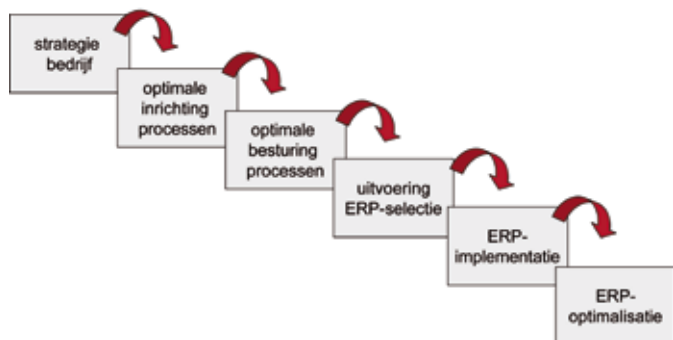 strategie
bedrijf
optimale
inrichting
processen
optimale
besturing
processen
uitvoering
ERP-selectie
ERP-
implementatie
ERP-
optimalisatie